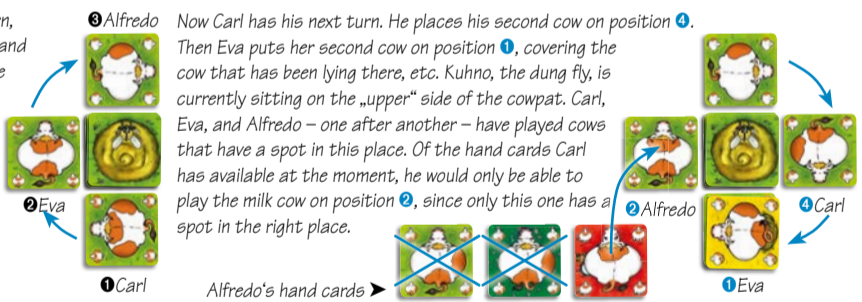 n,
and
e
❸Alfredo
❷Eva
❶Carl
Now Carl has his next turn. He places his second cow on position ❹.
Then Eva puts her second cow on position ❶, covering the
cow that has been lying there, etc. Kuhno, the dung fly, is
currently sitting on the „upper“ side of the cowpat. Carl,
Eva, and Alfredo – one after another – have played cows
that have a spot in this place. Of the hand cards Carl
has available at the moment, he would only be able to
play the milk cow on position ❷, since only this one has a
spot in the right place.
Alfredo‘s hand cards ➤
❷Alfredo
❹Carl
❶Eva